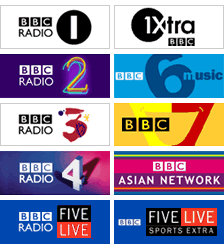 BBC
RADIO 1
1Xtra
BBC
BBC
RADIO 2
BBC 6 music
BBC
RADIO 3
BBC 7
BBC
RADIO 4
BBC
ASIAN NETWORK
BBC
RADIO
FIVE
LIVE
BBC
FIVE LIVE
SPORTS EXTRA